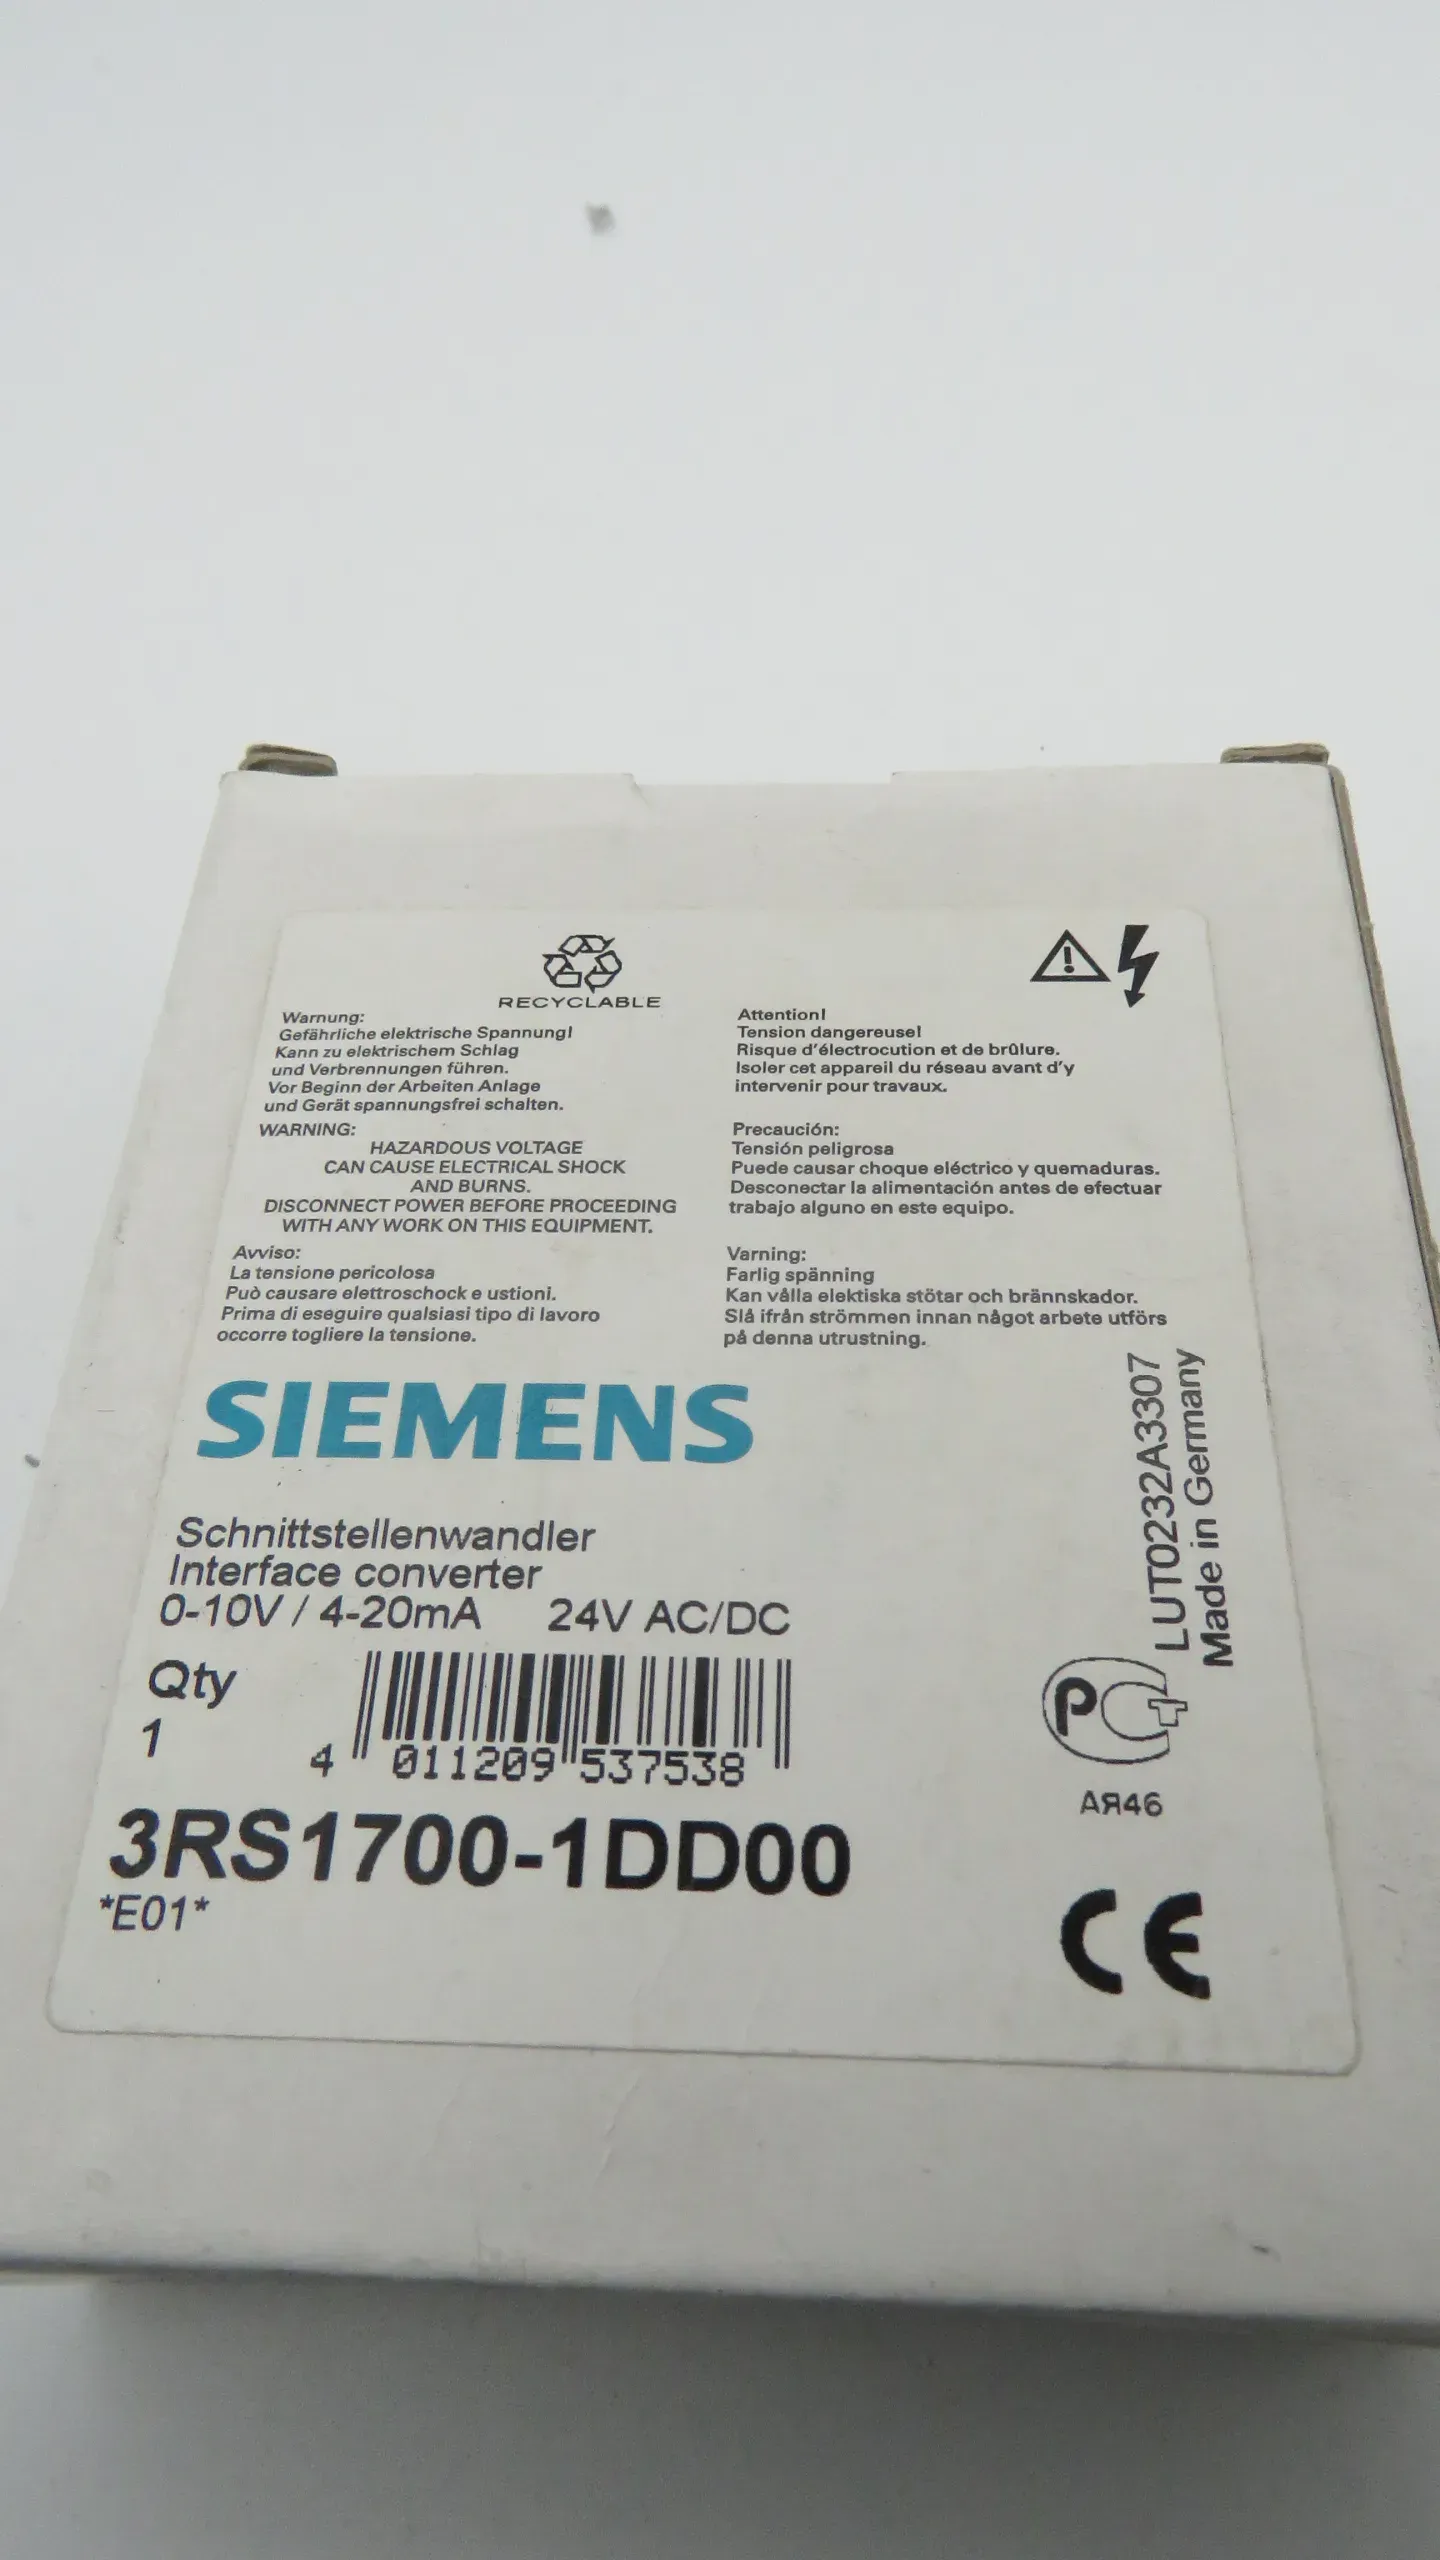 RECYCLABLE
Warnung:
Gefährliche elektrische Spannung!
Kann zu elektrischem Schlag
und Verbrennungen führen.
Vor Beginn der Arbeiten Anlage
und Gerät spannungsfrei schalten.
WARNING:
HAZARDOUS VOLTAGE
CAN CAUSE ELECTRICAL SHOCK
AND BURNS.
DISCONNECT POWER BEFORE PROCEEDING
WITH ANY WORK ON THIS EQUIPMENT.
Avviso:
La tensione pericolosa
Può causare elettroschock e ustioni.
Prima di eseguire qualsiasi tipo di lavoro
occorre togliere la tensione.
Attention!
Tension dangereuse!
Risque d'électrocution et de brûlure.
Isoler cet appareil du réseau avant d'y
intervenir pour travaux.
Precaución:
Tensión peligrosa
Puede causar choque eléctrico y quemaduras.
Desconectar la alimentación antes de efectuar
trabajo alguno en este equipo.
Varning:
Farlig spänning
Kan vålla elektiska stötar och brännskador.
Slå ifrån strömmen innan något arbete utförs
på denna utrustning.
SIEMENS
Schnittstellenwandler
Interface converter
0-10V / 4-20mA 24V AC/DC
Qty
1
4 011209 537538
3RS1700-1DD00
*E01*
LUT0232A3307
Made in Germany
АЯ46
CE